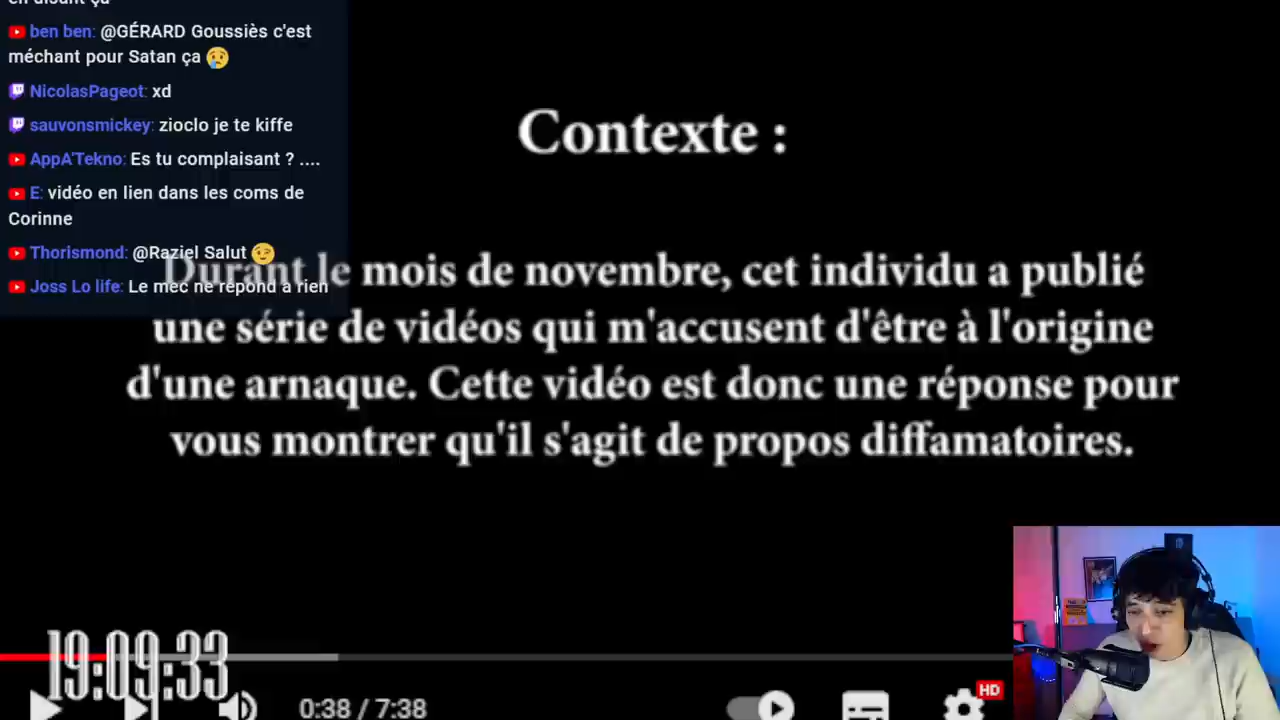 en disant ça
ben ben: @GÉRARD Goussiès c'est
méchant pour Satan ça 😢
NicolasPageot: xd
sauvonsmickey: zioclo je te kiffe
AppA'Tekno: Es tu complaisant ? ....
E: vidéo en lien dans les coms de
Corinne
Thorismond: @Raziel Salut 😉
Joss Lo life: Le mec ne répond a rien
Contexte :
Durant le mois de novembre, cet individu a publié
une série de vidéos qui m'accusent d'être à l'origine
d'une arnaque. Cette vidéo est donc une réponse pour
vous montrer qu'il s'agit de propos diffamatoires.
19:09:33
0:38 / 7:38
HD